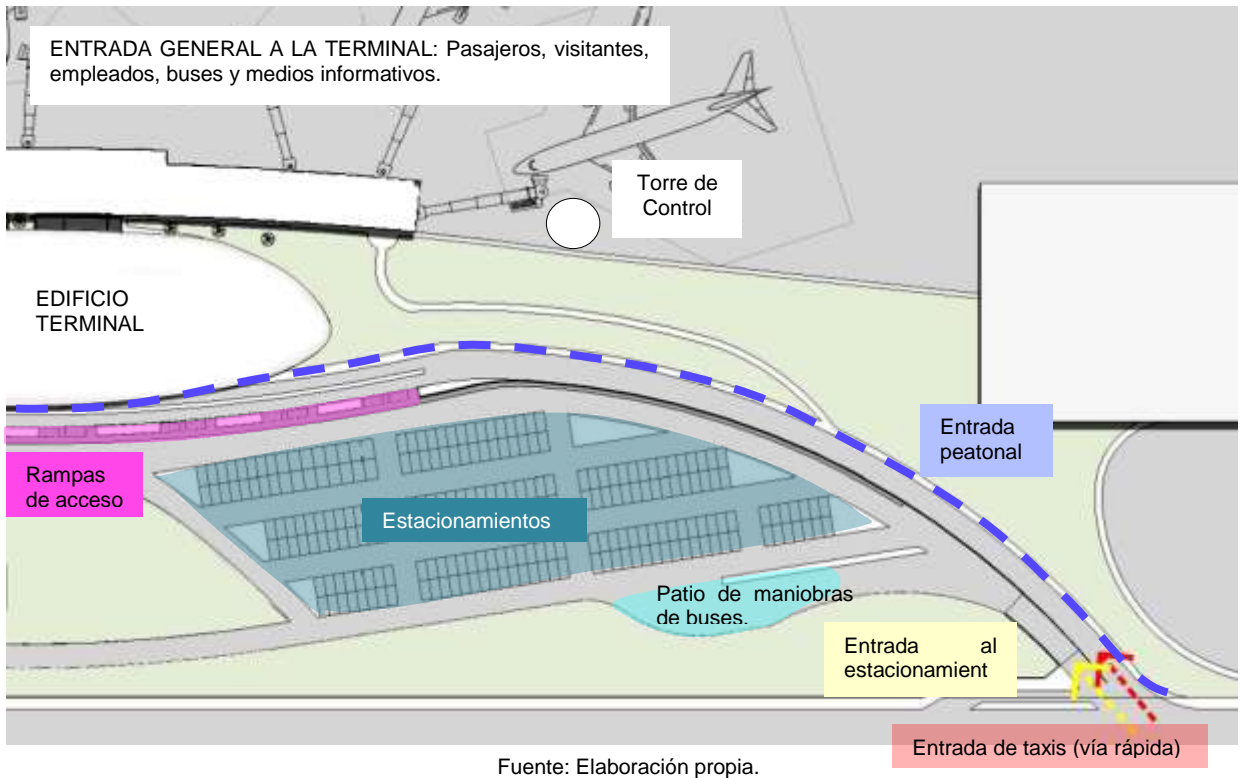 ENTRADA GENERAL A LA TERMINAL: Pasajeros, visitantes,
empleados, buses y medios informativos.
Torre de
Control
EDIFICIO
TERMINAL
Entrada
peatonal
Rampas
de acceso
Estacionamientos
Patio de maniobras
de buses.
Entrada al
estacionamient
Entrada de taxis (vía rápida)
Fuente: Elaboración propia.